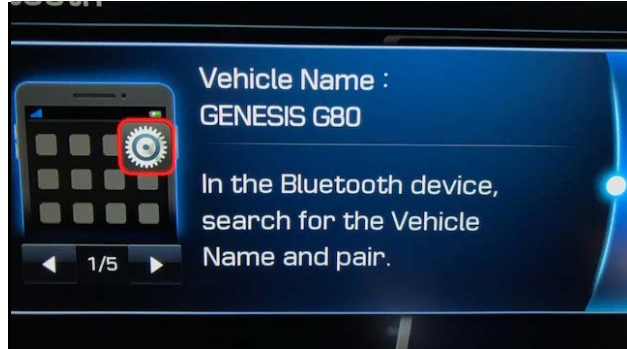 Vehicle Name :
GENESIS G80
In the Bluetooth device,
search for the Vehicle
Name and pair.
1/5